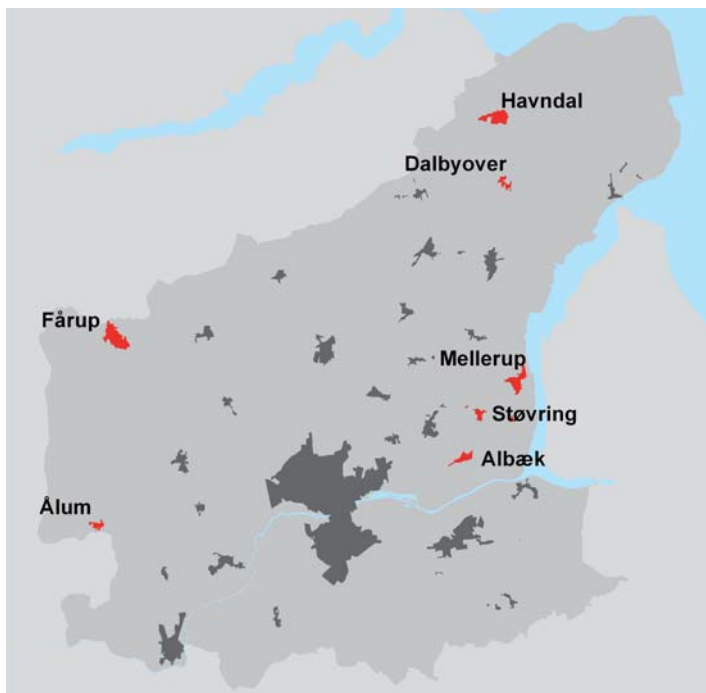 Havndal
Dalbyover
Fårup
Mellerup
Støvring
Albæk
Ålum